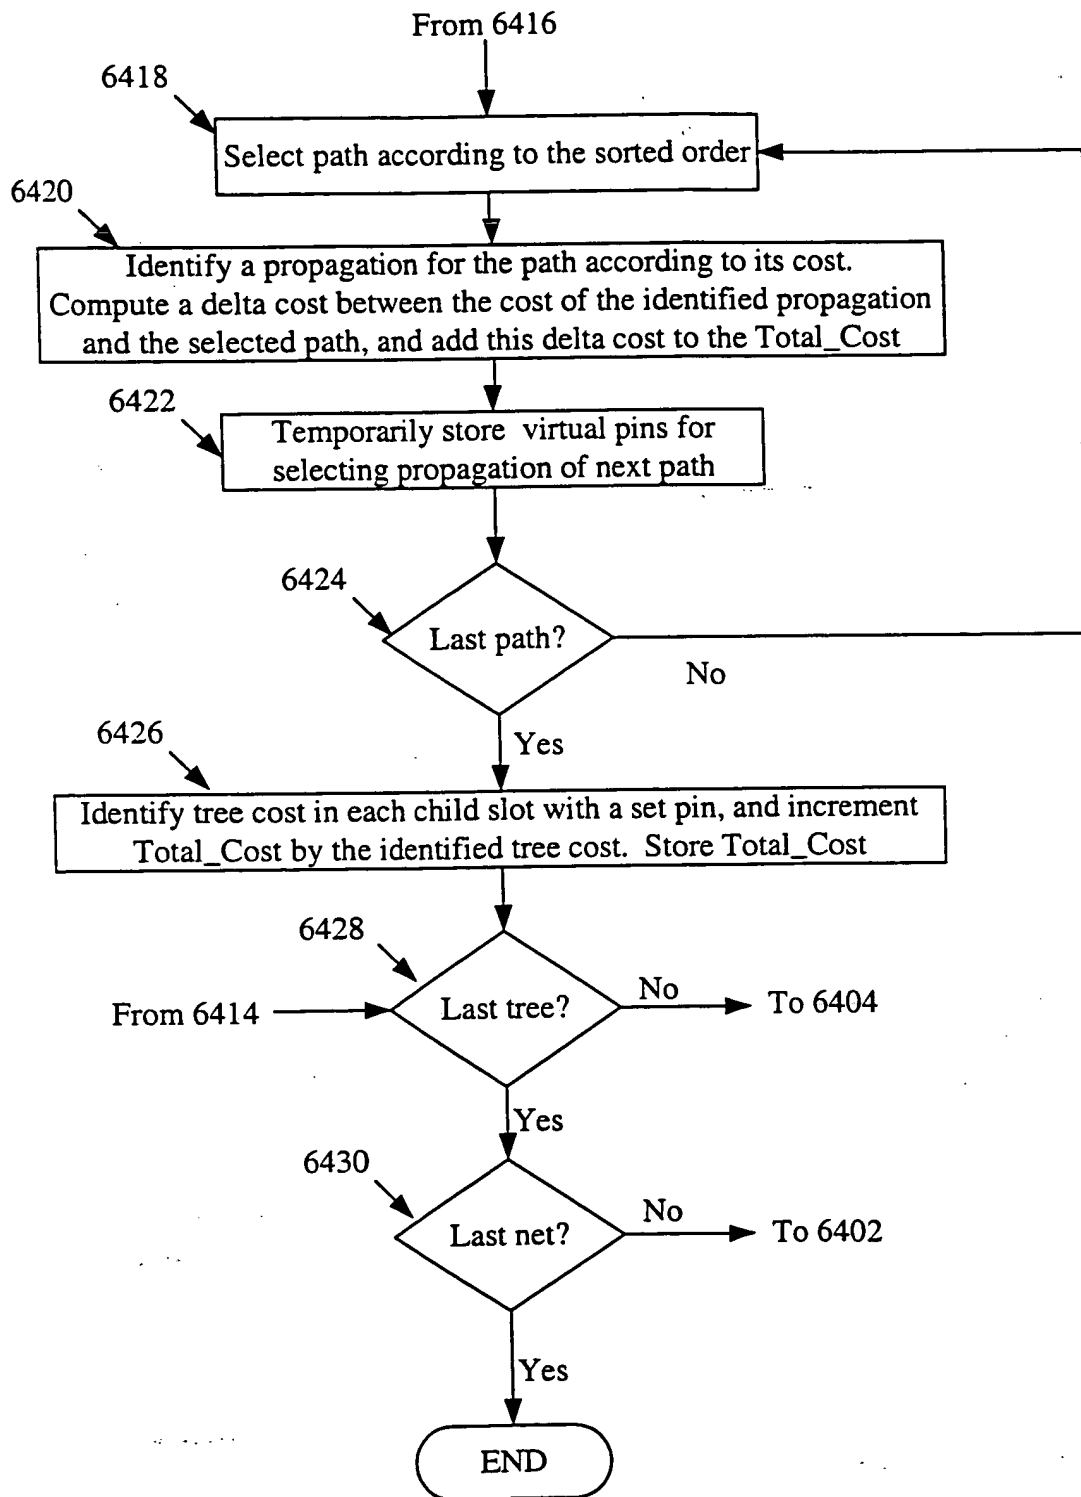 From 6416
6418
Select path according to the sorted order
6420
Identify a propagation for the path according to its cost.
Compute a delta cost between the cost of the identified propagation
and the selected path, and add this delta cost to the Total_Cost
6422
Temporarily store virtual pins for
selecting propagation of next path
6424
Last path?
No
Yes
6426
Identify tree cost in each child slot with a set pin, and increment
Total_Cost by the identified tree cost. Store Total_Cost
6428
From 6414
Last tree?
No
To 6404
Yes
6430
Last net?
No
To 6402
Yes
END